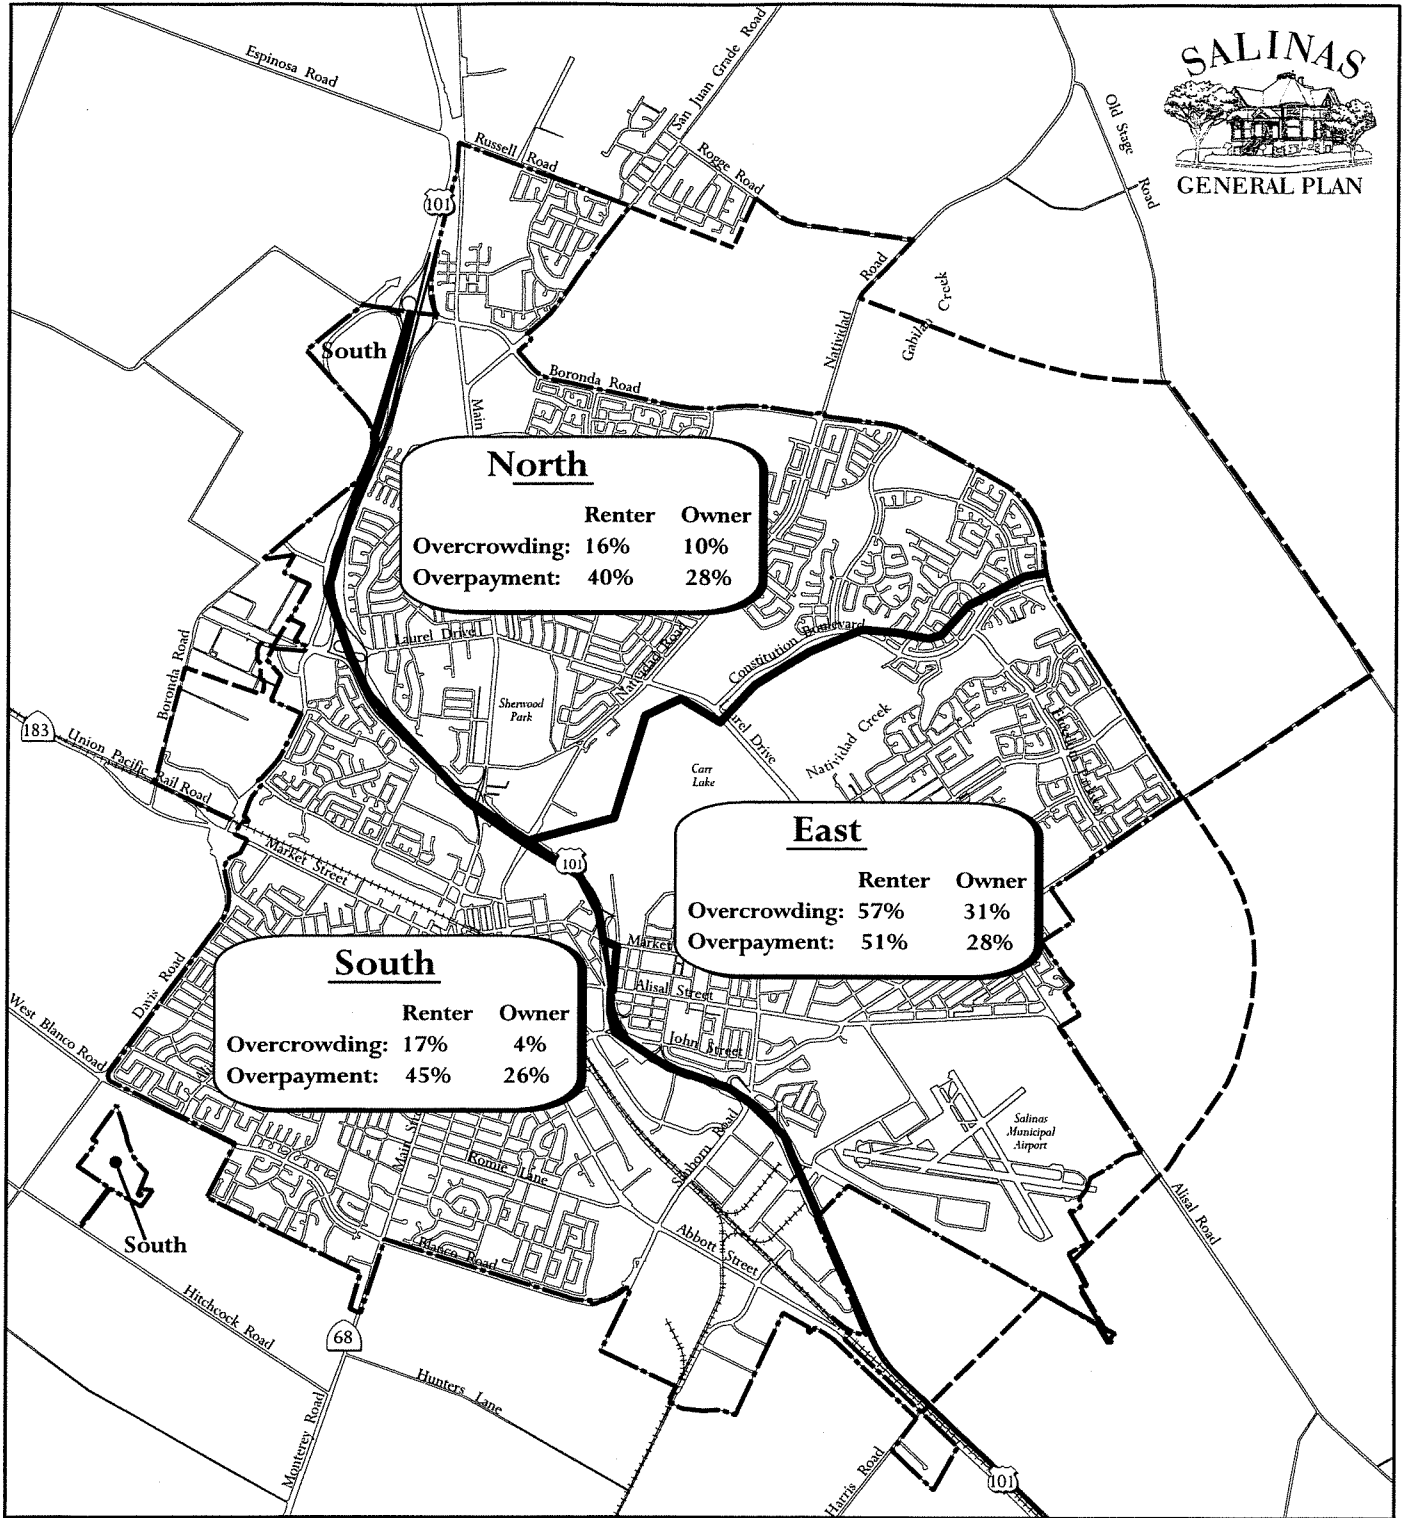 SALINAS
GENERAL PLAN
Espinosa Road
San Juan Grade Road
Old Stage
Road
Russell Road
Rogge Road
101
Road
Natividad
Gabilan Creek
South
Boronda Road
Main
North
Renter Owner
Overcrowding: 16% 10%
Overpayment: 40% 28%
Laurel Drive
Natividad Road
Constitution Boulevard
Boronda Road
Sherwood
Park
Laurel Drive
Natividad Creek
183
Union Pacific Rail Road
Carr
Lake
East
Renter Owner
Overcrowding: 57% 31%
Overpayment: 51% 28%
Market Street
101
Market
Alisal Street
John Street
South
Renter Owner
Overcrowding: 17% 4%
Overpayment: 45% 26%
Davis Road
West Blanco Road
Main Str
Romie Lane
Sanborn Road
Salinas
Municipal
Airport
Abbott Street
Alisal Road
Blanco Road
South
Hitchcock Road
68
Hunters Lane
Monterey Road
Harris Road
101